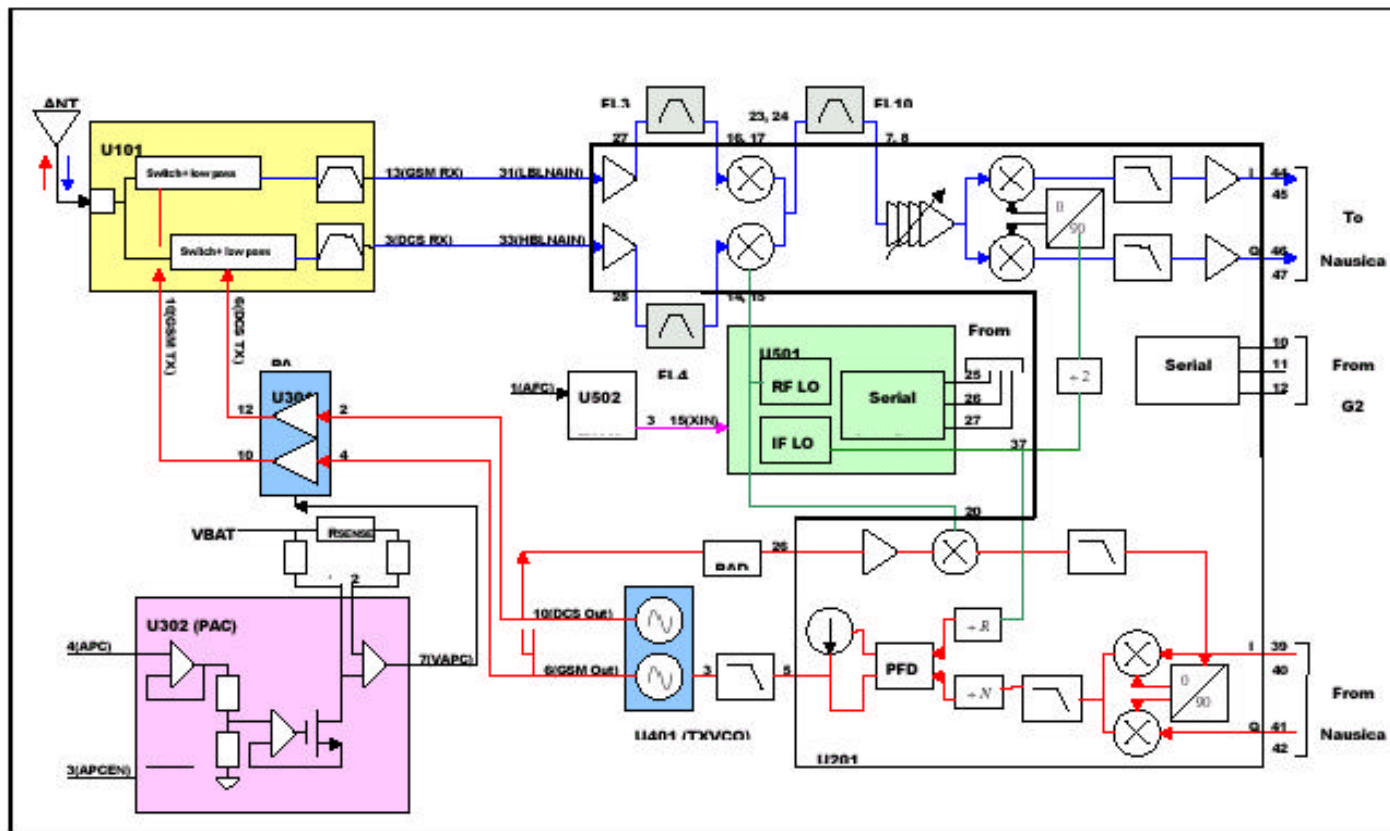 ANT
U101
Switch+ low pass
Switch+ low pass
13(GSM RX)
3(DCS RX)
31(LBLNAIN)
33(HBLNAIN)
10(GSM TX)
6(DCS TX)
FL3
27
16, 17
23, 24
FL10
7, 8
28
14, 15
FL4
0
90
I
44
45
Q
46
47
To
Nausica
Serial
10
11
12
From
G2
÷ 2
U501
RF LO
IF LO
Serial
From
25
26
27
37
1(AFC)
U502
3
15(XIN)
PA
12
2
10
4
VBAT
RSENSE
2
U302 (PAC)
4(APC)
7(VAPC)
3(APCEN)
10(DCS Out)
6(GSM Out)
U401 (TXVCO)
3
5
PAD
26
20
PFD
÷ R
÷ N
0
90
I
39
40
Q
41
42
From
Nausica
U201